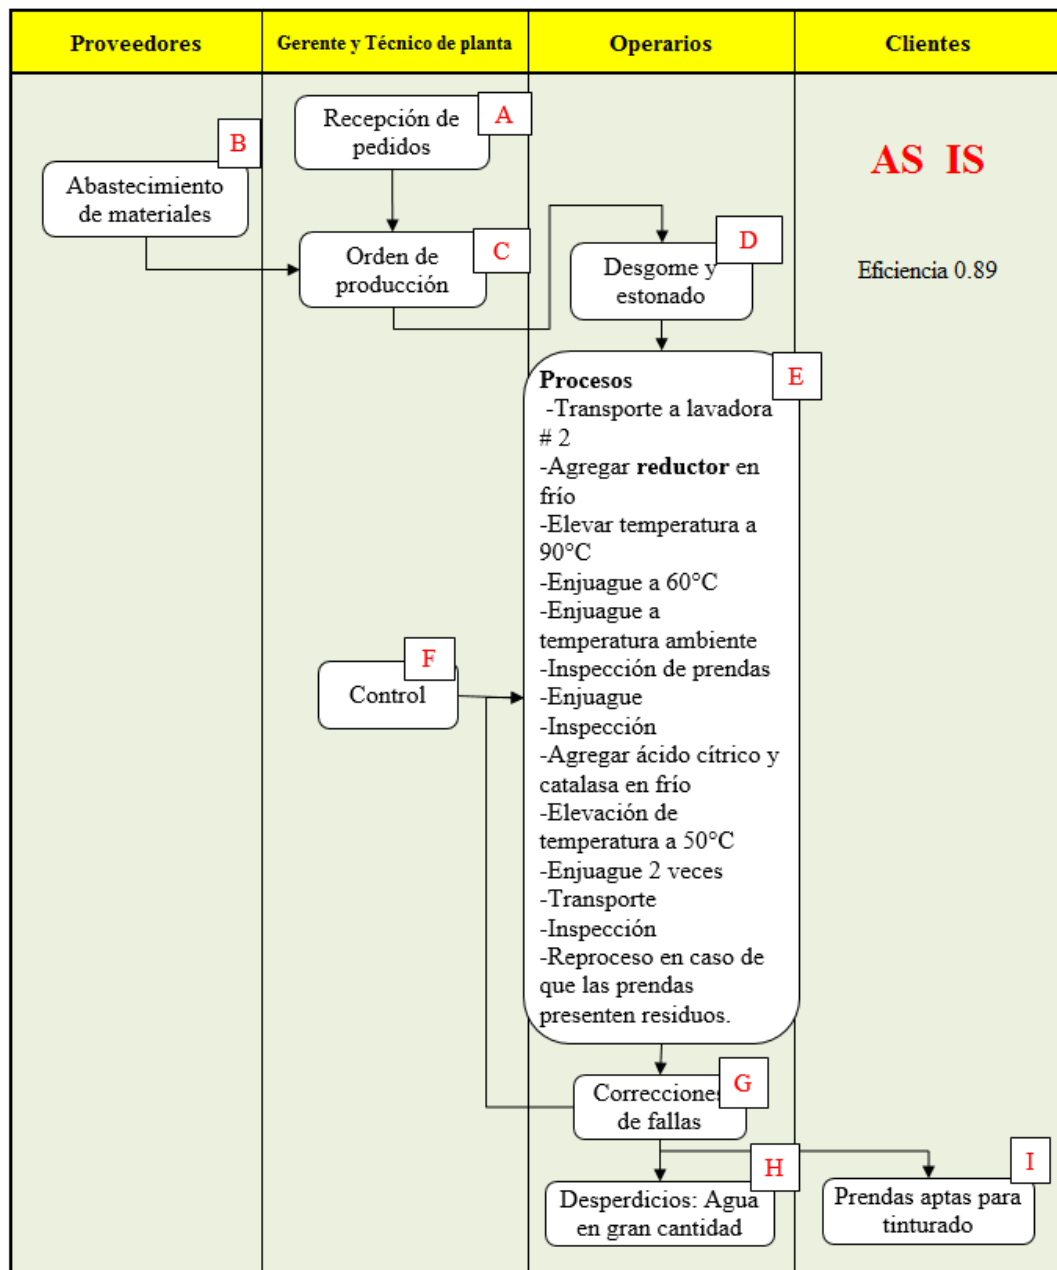 Proveedores
Gerente y Técnico de planta
Operarios
Clientes
A
Recepción de
pedidos
B
Abastecimiento
de materiales
AS IS
C
Orden de
producción
D
Desgome y
estonado
Eficiencia 0.89
E
Procesos
-Transporte a lavadora
# 2
-Agregar reductor en
frío
-Elevar temperatura a
90°C
-Enjuague a 60°C
-Enjuague a
temperatura ambiente
-Inspección de prendas
-Enjuague
-Inspección
-Agregar ácido cítrico y
catalasa en frío
-Elevación de
temperatura a 50°C
-Enjuague 2 veces
-Transporte
-Inspección
-Reproceso en caso de
que las prendas
presenten residuos.
F
Control
G
Correcciones
de fallas
H
Desperdicios: Agua
en gran cantidad
I
Prendas aptas para
tinturado